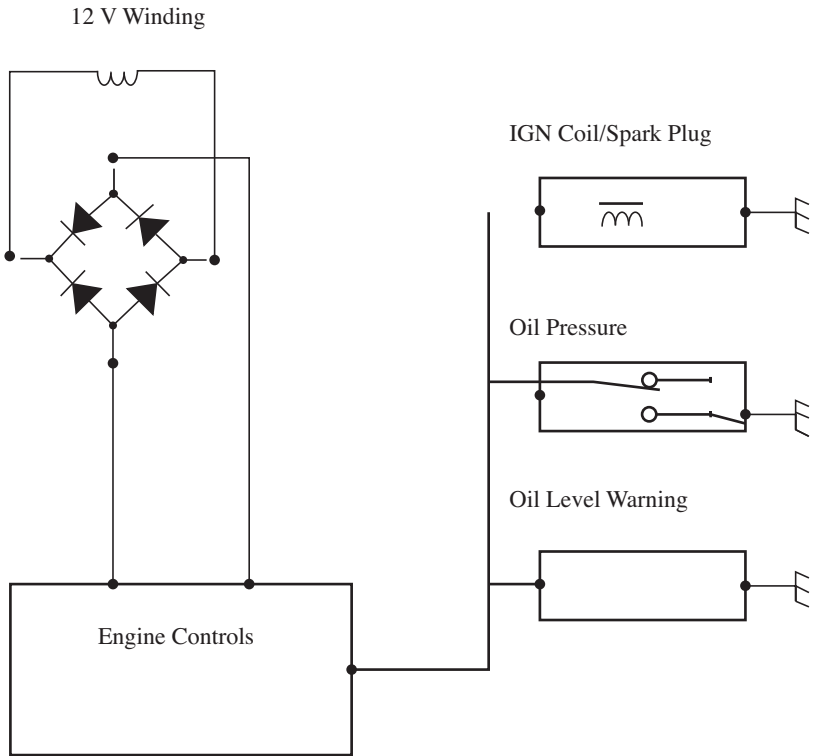 12 V Winding
IGN Coil/Spark Plug
Oil Pressure
Oil Level Warning
Engine Controls